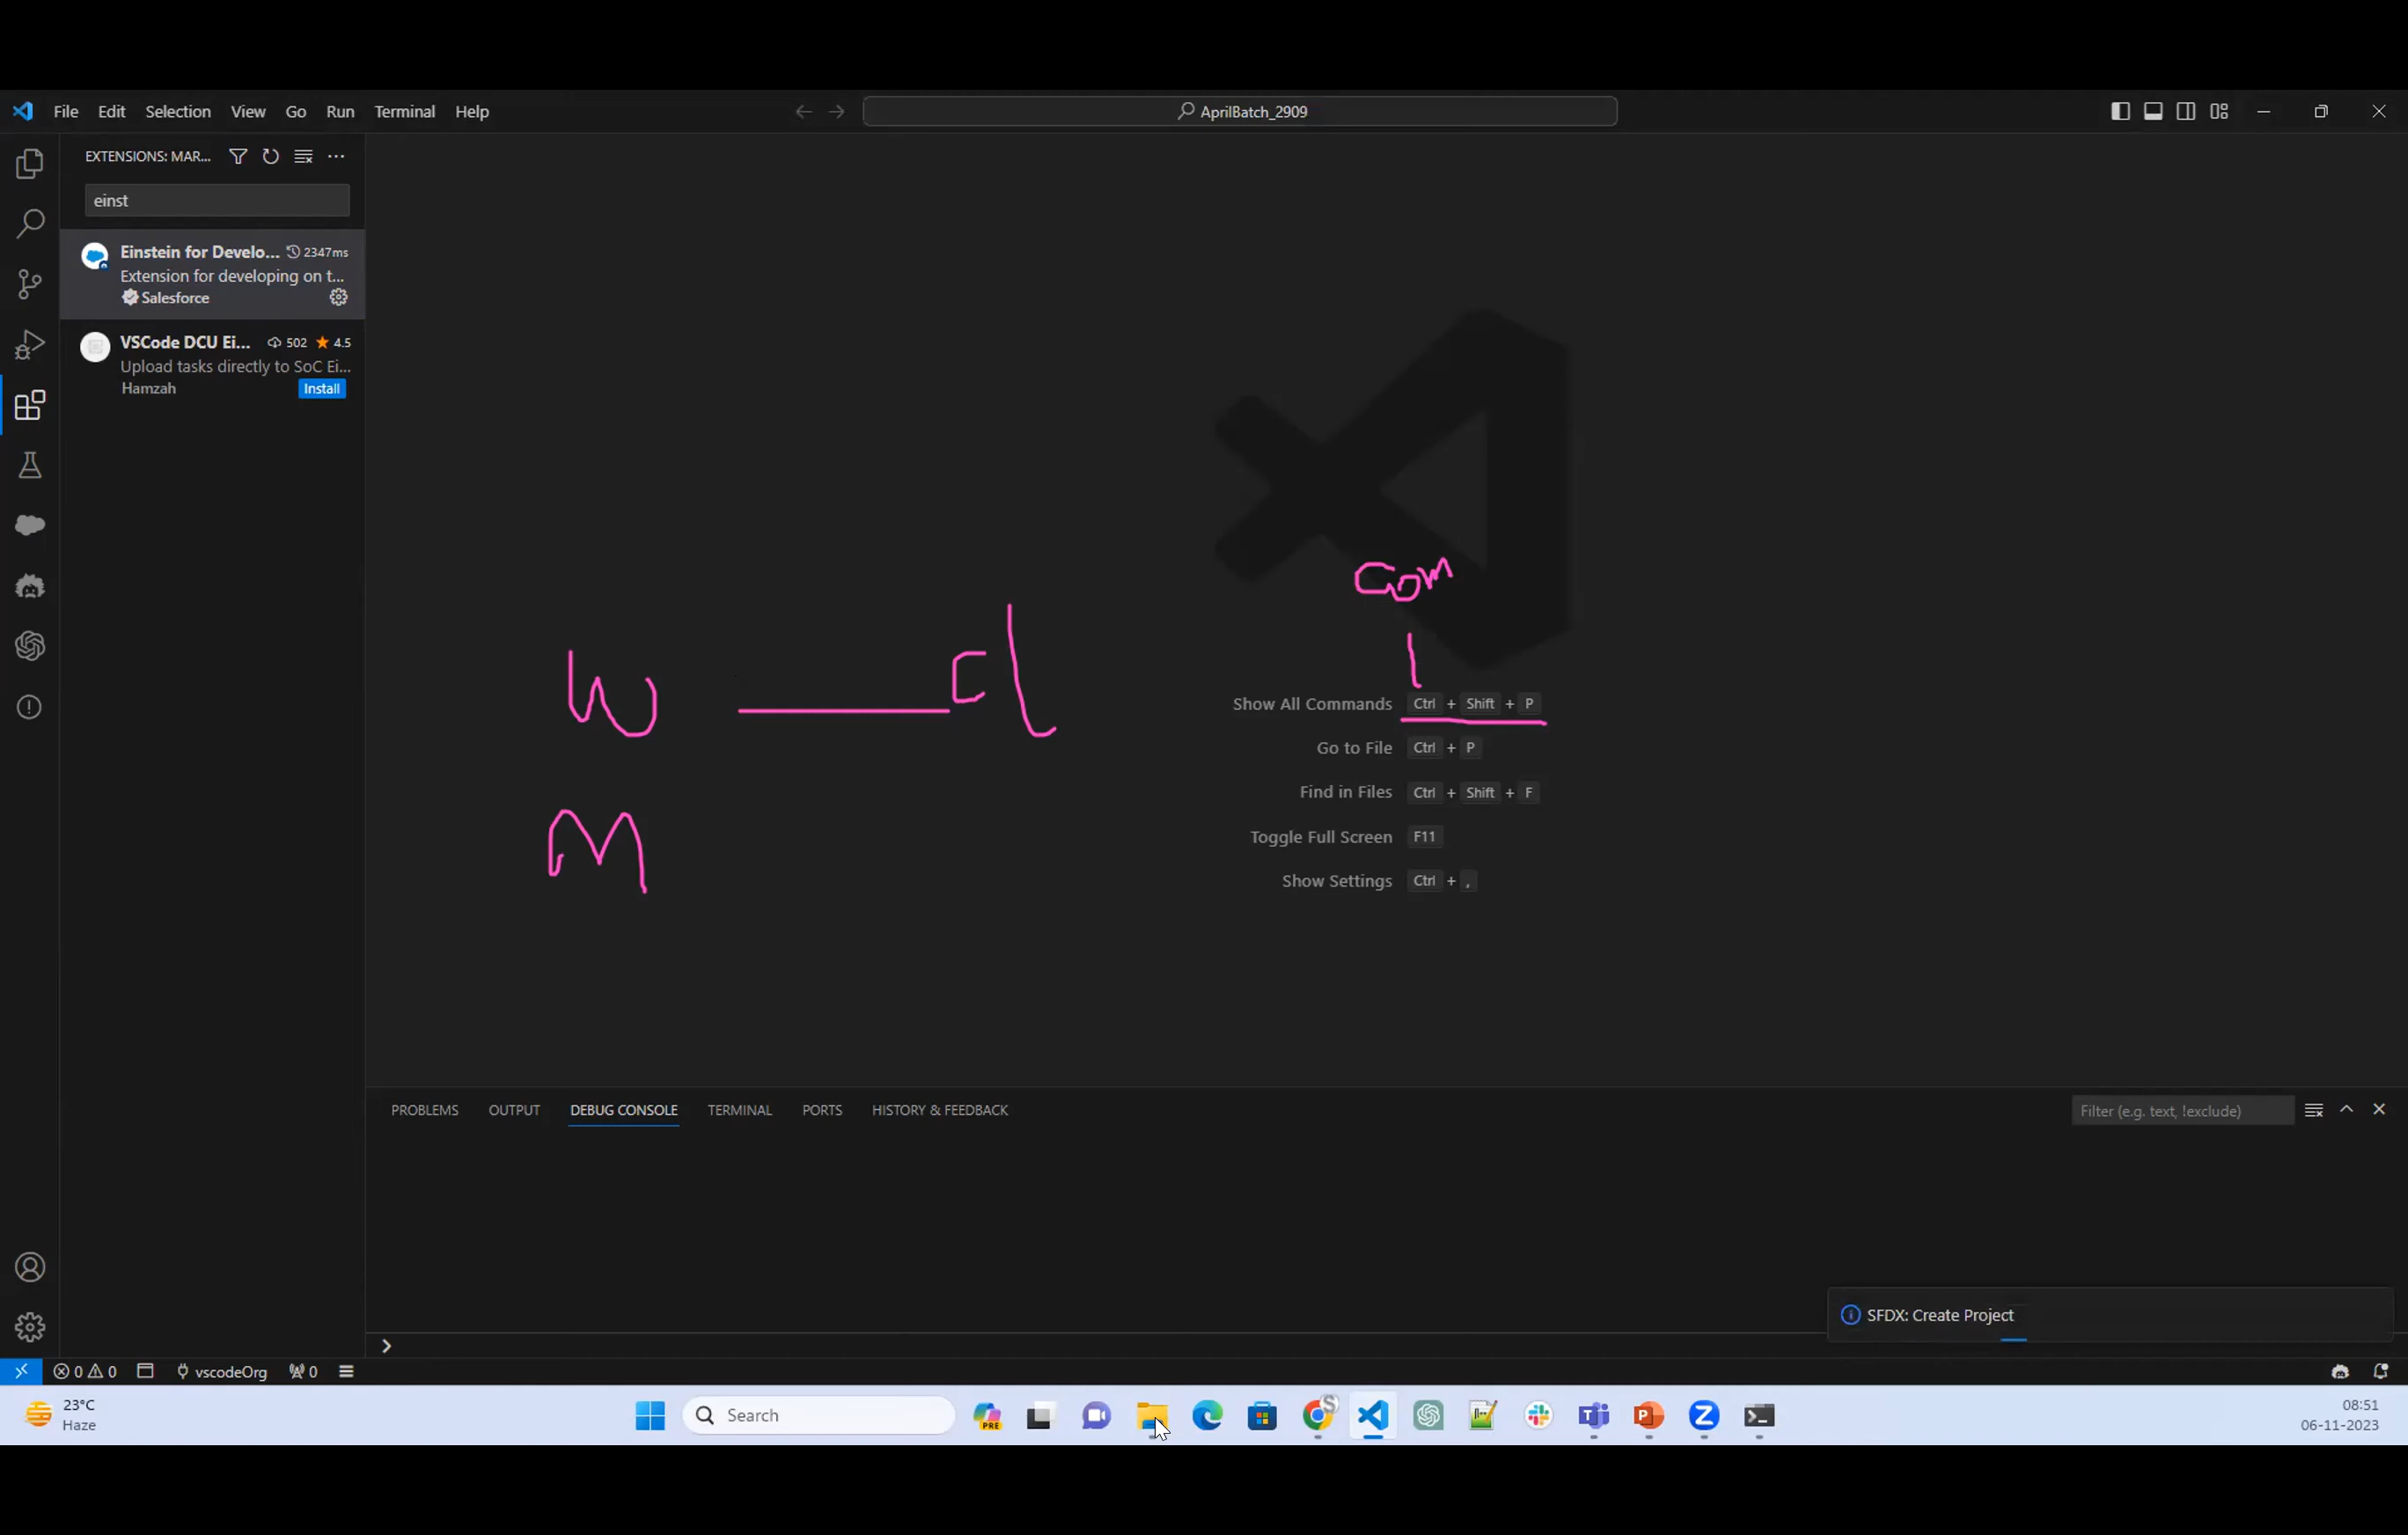 File Edit Selection View Go Run Terminal Help
AprilBatch_2909
EXTENSIONS: MAR...
einst
Einstein for Develo... 2347ms
Extension for developing on t...
Salesforce
VSCode DCU Ei... 502 4.5
Upload tasks directly to SoC Ei...
Hamzah Install
com
W cl
M
Show All Commands Ctrl + Shift + P
Go to File Ctrl + P
Find in Files Ctrl + Shift + F
Toggle Full Screen F11
Show Settings Ctrl + ,
PROBLEMS OUTPUT DEBUG CONSOLE TERMINAL PORTS HISTORY & FEEDBACK
Filter (e.g. text, !exclude)
SFDX: Create Project
0 0 vscodeOrg 0
23°C
Haze
Search
PRE
08:51
06-11-2023